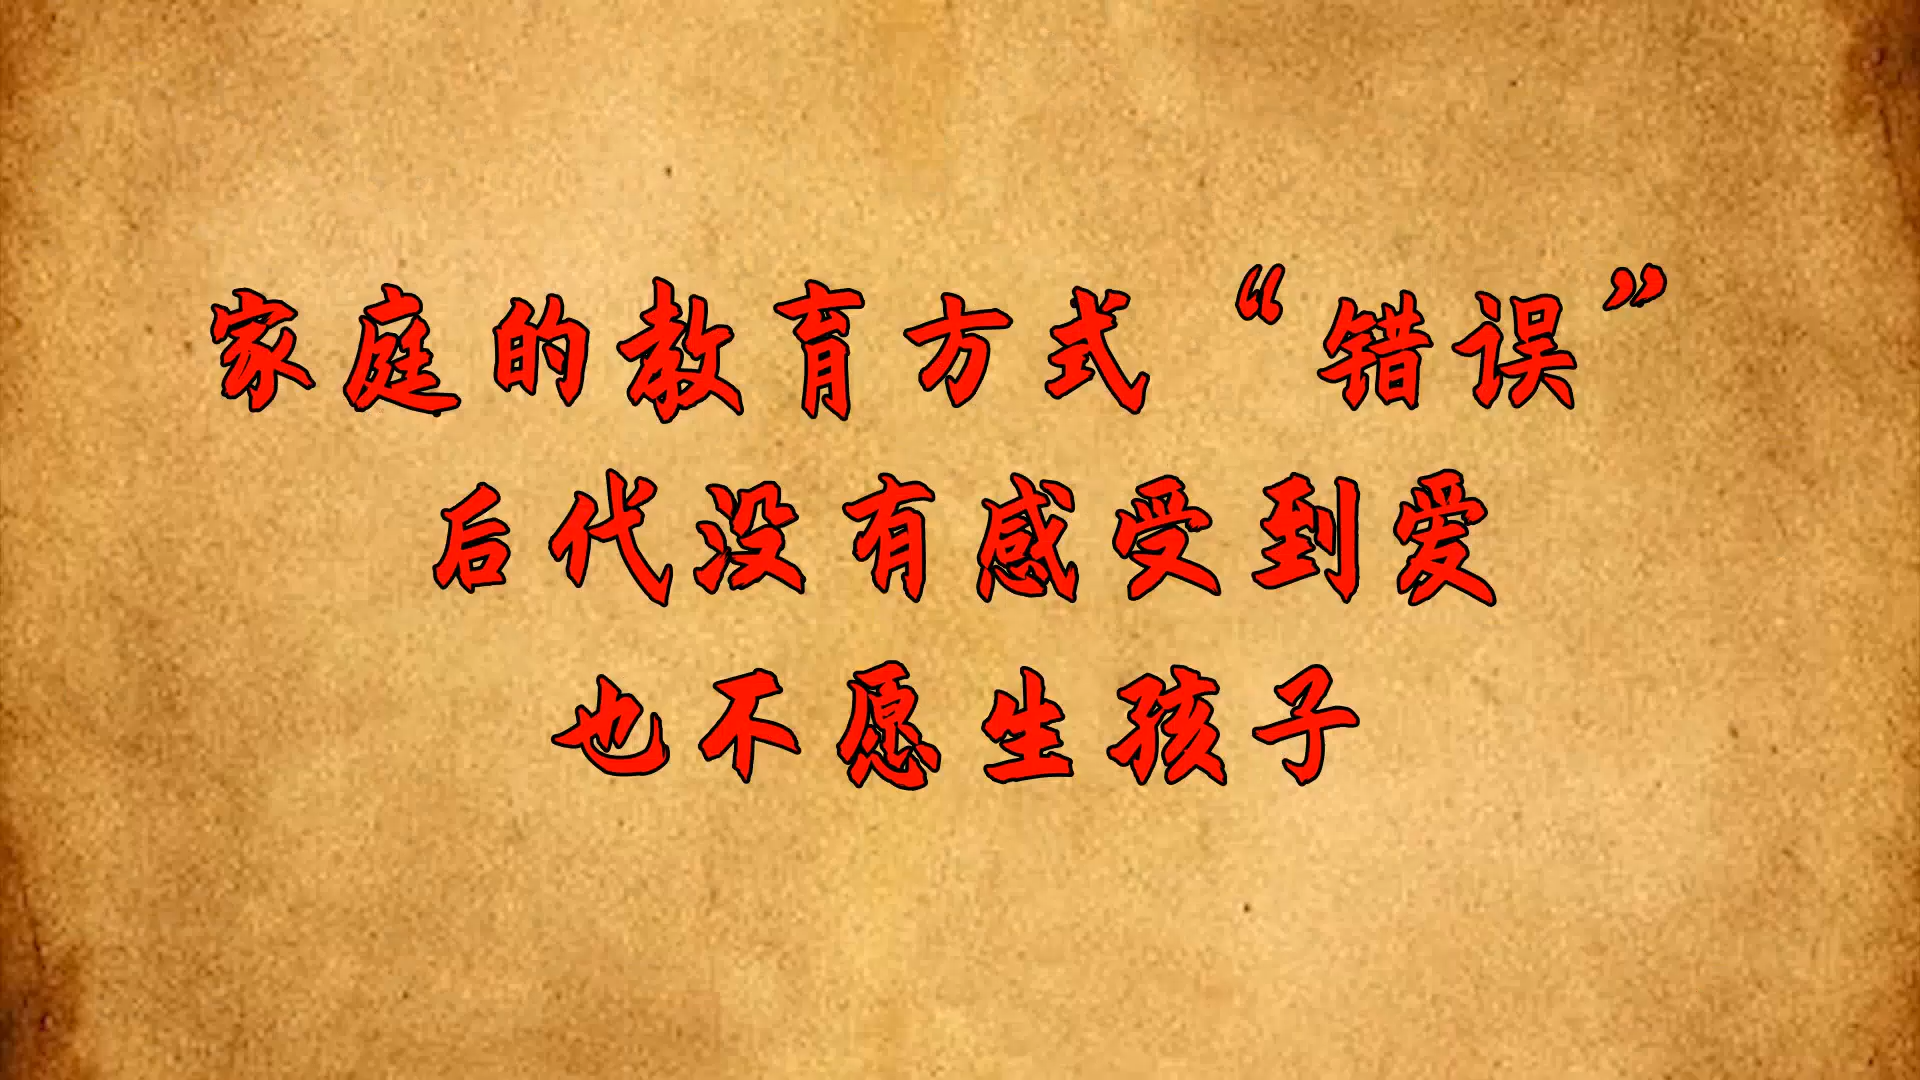 家庭的教育方式“错误”
后代没有感受到爱
也不愿生孩子